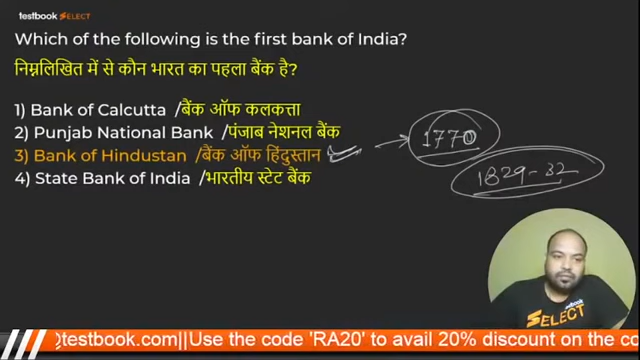 testbook SELECT
Which of the following is the first bank of India?
निम्नलिखित में से कौन भारत का पहला बैंक है?
1) Bank of Calcutta /बैंक ऑफ कलकत्ता
2) Punjab National Bank /पंजाब नेशनल बैंक
3) Bank of Hindustan /बैंक ऑफ हिंदुस्तान
4) State Bank of India /भारतीय स्टेट बैंक
1770
1829-32
testbook
SELECT
@testbook.com||Use the code 'RA20' to avail 20% discount on the co